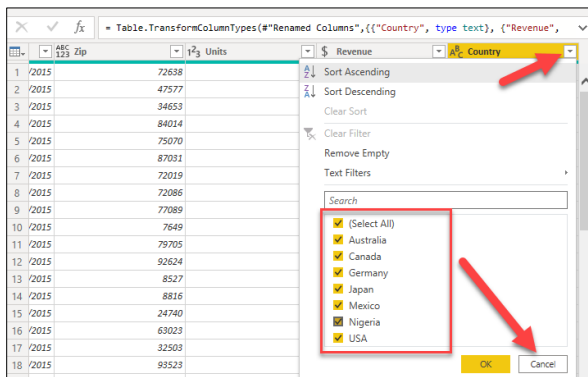 fx = Table.TransformColumnTypes(#"Renamed Columns",{{"Country", type text}, {"Revenue",
ABC 123 Zip 1²3 Units $ Revenue ABC Country
1 /2015 72638
2 /2015 47577
3 /2015 34653
4 /2015 84014
5 /2015 75070
6 /2015 87031
7 /2015 72019
8 /2015 72086
9 /2015 77089
10 /2015 7649
11 /2015 79705
12 /2015 92624
13 /2015 8527
14 /2015 8816
15 /2015 24740
16 /2015 63023
17 /2015 32503
18 /2015 93523
Sort Ascending
Sort Descending
Clear Sort
Clear Filter
Remove Empty
Text Filters
Search
(Select All)
Australia
Canada
Germany
Japan
Mexico
Nigeria
USA
OK Cancel